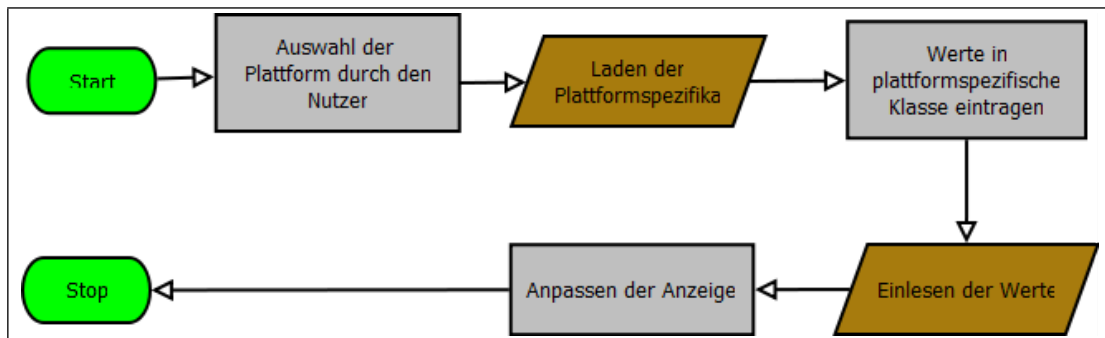 Start
Auswahl der
Plattform durch den
Nutzer
Laden der
Plattformspezifika
Werte in
plattformspezifische
Klasse eintragen
Einlesen der Werte
Anpassen der Anzeige
Stop